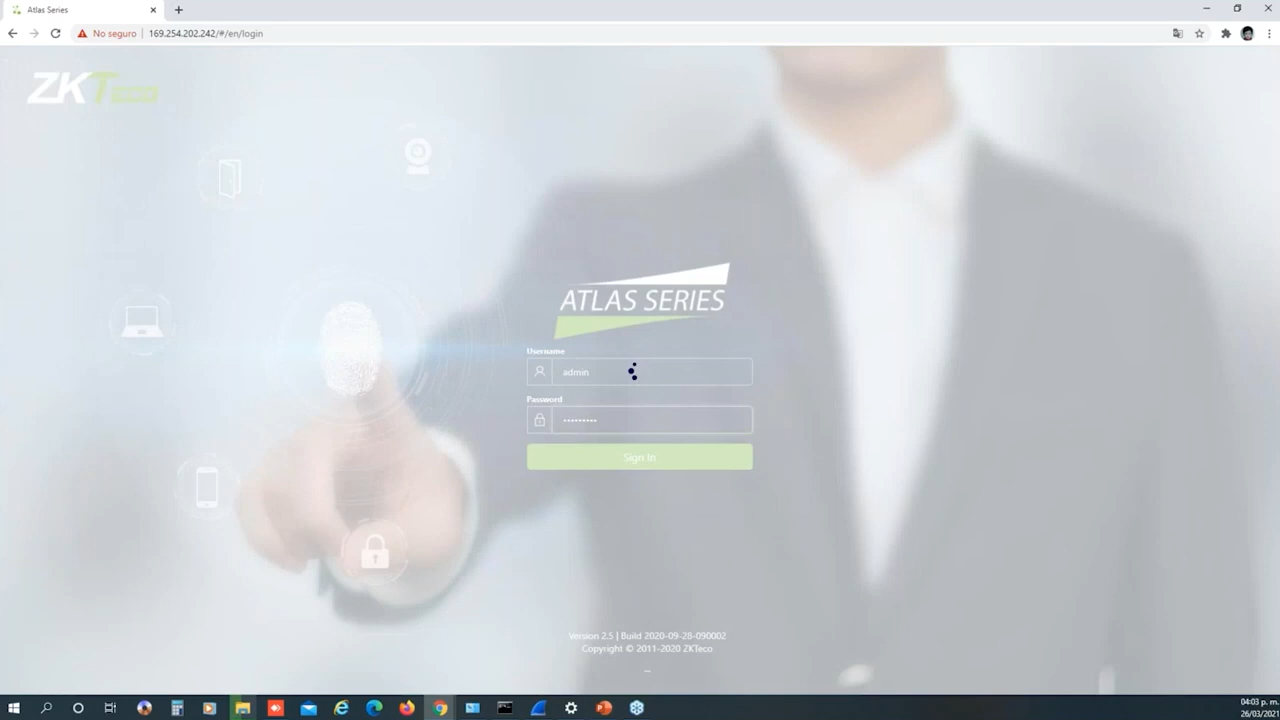 Atlas Series
No seguro
169.254.202.242/#/en/login
ZKTeco
ATLAS SERIES
Username
admin
Password
•••••••••
Sign In
Version 2.5 | Build 2020-09-28-090002
Copyright © 2011-2020 ZKTeco
04:03 p. m.
26/03/2021